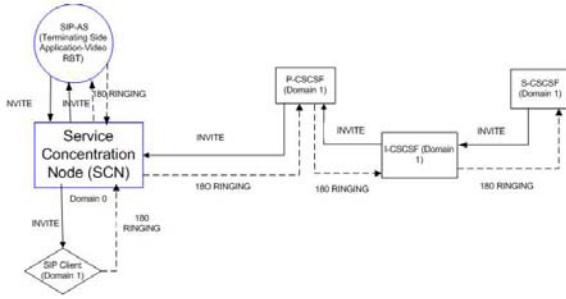 SIP-AS
(Terminating Side
Application-Video
RBT)
NVITE
INVITE
180 RINGING
Service
Concentration
Node (SCN)
Domain 0
INVITE
180
RINGING
SIP Client
(Domain 1)
INVITE
18O RINGING
P-CSCSF
(Domain 1)
INVITE
180 RINGING
I-CSCSF (Domain
1)
INVITE
180 RINGING
S-CSCSF
(Domain 1)